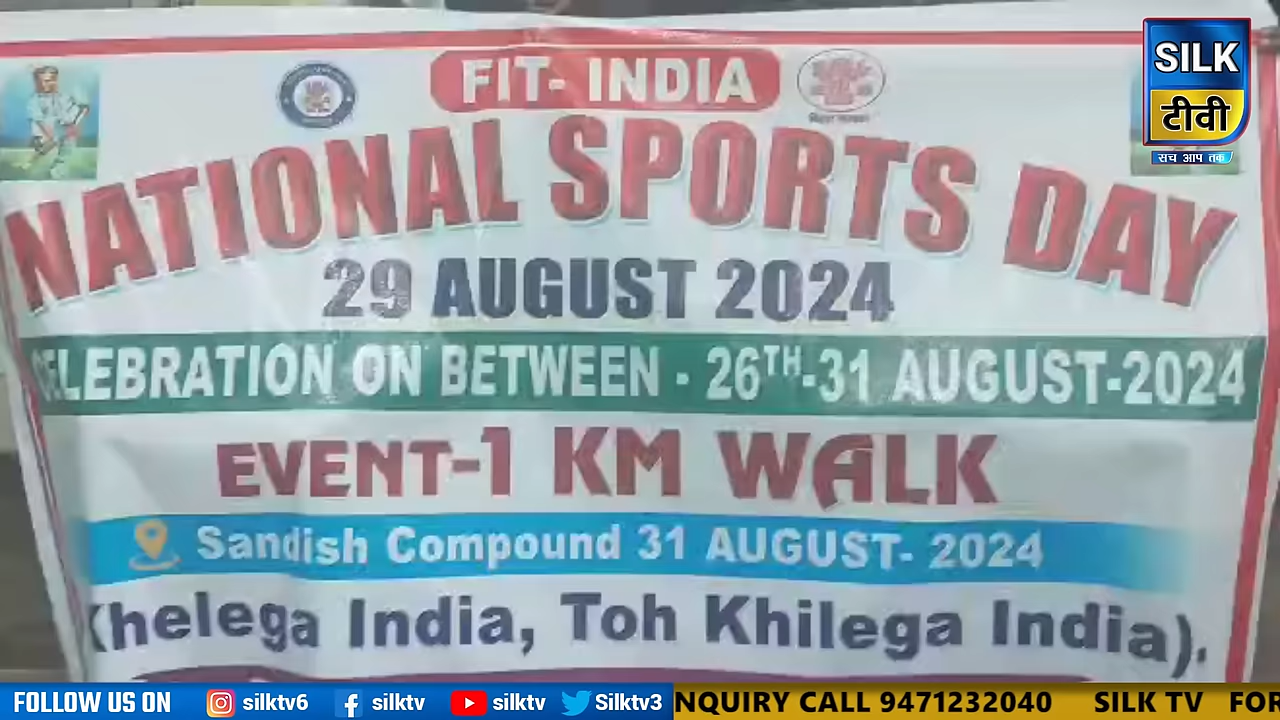 FIT- INDIA
NATIONAL SPORTS DAY
29 AUGUST 2024
ELEBRATION ON BETWEEN - 26TH-31 AUGUST-2024
EVENT-1 KM WALK
Sandish Compound 31 AUGUST- 2024
Khelega India, Toh Khilega India).
SILK
टीवी
सच आप तक
FOLLOW US ON silktv6 silktv silktv Silktv3 NQUIRY CALL 9471232040 SILK TV FOR